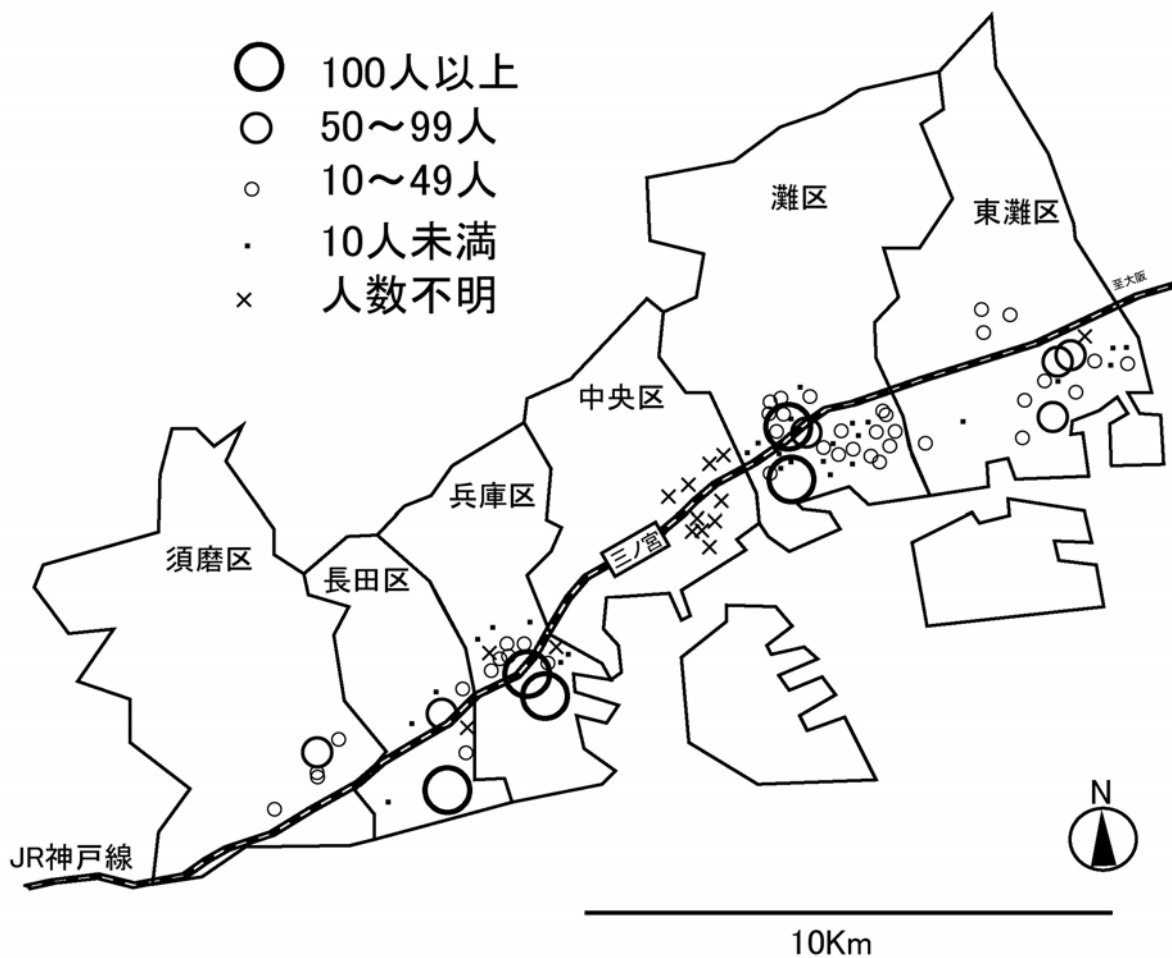 100人以上
50～99人
10～49人
10人未満
人数不明
灘区
東灘区
至大阪
中央区
兵庫区
三ノ宮
須磨区
長田区
N
JR神戸線
10Km